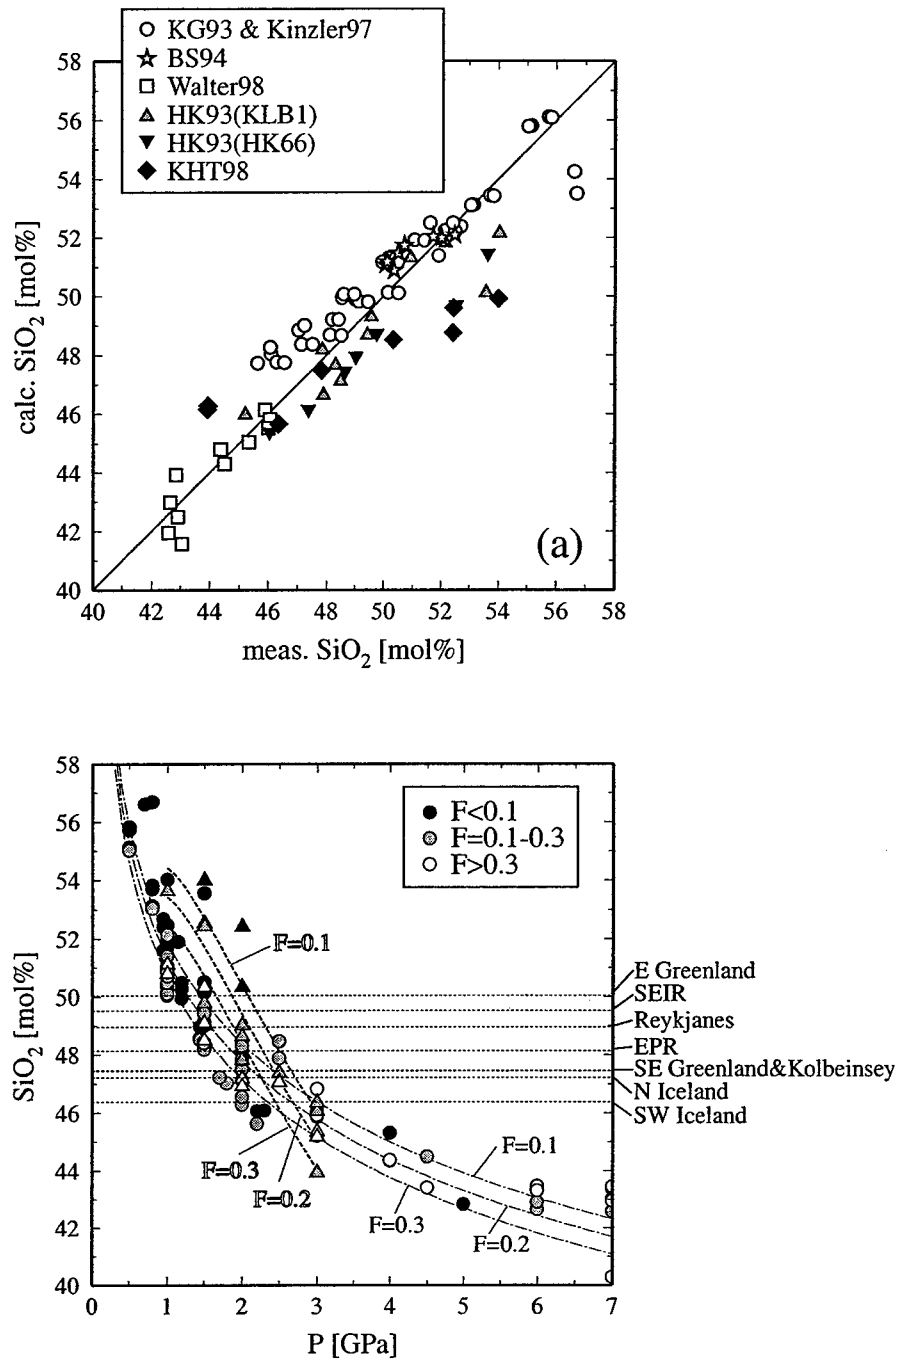 KG93 & Kinzler97
BS94
Walter98
HK93(KLB1)
HK93(HK66)
KHT98
58
56
54
52
50
48
46
44
42
40
calc. SiO2 [mol%]
(a)
40 42 44 46 48 50 52 54 56 58
meas. SiO2 [mol%]
58
56
54
52
50
48
46
44
42
40
SiO2 [mol%]
F<0.1
F=0.1-0.3
F>0.3
F=0.1
E Greenland
SEIR
Reykjanes
EPR
SE Greenland&Kolbeinsey
N Iceland
SW Iceland
F=0.3
F=0.2
F=0.1
F=0.3
F=0.2
0 1 2 3 4 5 6 7
P [GPa]